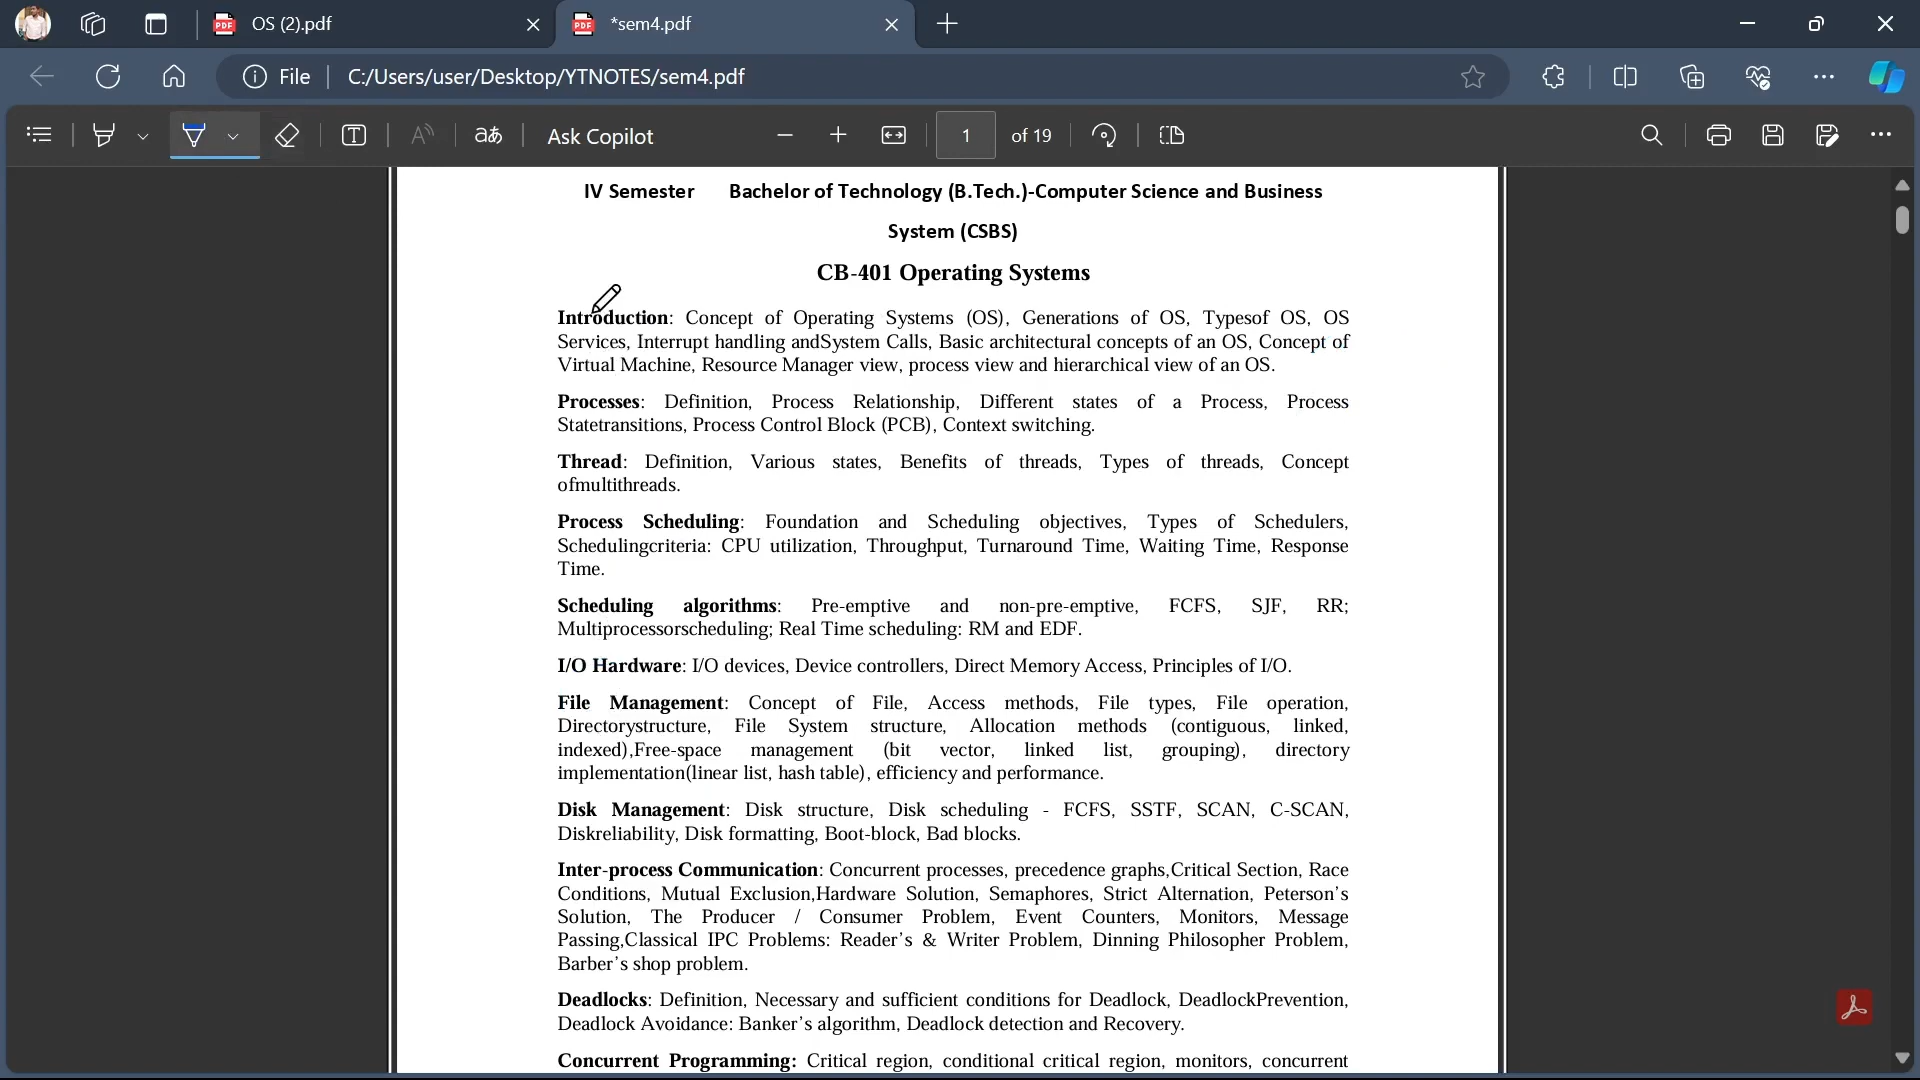 OS (2).pdf
*sem4.pdf
File
C:/Users/user/Desktop/YTNOTES/sem4.pdf
Ask Copilot
1 of 19
IV Semester Bachelor of Technology (B.Tech.)-Computer Science and Business
System (CSBS)
CB-401 Operating Systems
Introduction: Concept of Operating Systems (OS), Generations of OS, Typesof OS, OS
Services, Interrupt handling andSystem Calls, Basic architectural concepts of an OS, Concept of
Virtual Machine, Resource Manager view, process view and hierarchical view of an OS.
Processes: Definition, Process Relationship, Different states of a Process, Process
Statetransitions, Process Control Block (PCB), Context switching.
Thread: Definition, Various states, Benefits of threads, Types of threads, Concept
ofmultithreads.
Process Scheduling: Foundation and Scheduling objectives, Types of Schedulers,
Schedulingcriteria: CPU utilization, Throughput, Turnaround Time, Waiting Time, Response
Time.
Scheduling algorithms: Pre-emptive and non-pre-emptive, FCFS, SJF, RR;
Multiprocessorscheduling; Real Time scheduling: RM and EDF.
I/O Hardware: I/O devices, Device controllers, Direct Memory Access, Principles of I/O.
File Management: Concept of File, Access methods, File types, File operation,
Directorystructure, File System structure, Allocation methods (contiguous, linked,
indexed),Free-space management (bit vector, linked list, grouping), directory
implementation(linear list, hash table), efficiency and performance.
Disk Management: Disk structure, Disk scheduling - FCFS, SSTF, SCAN, C-SCAN,
Diskreliability, Disk formatting, Boot-block, Bad blocks.
Inter-process Communication: Concurrent processes, precedence graphs,Critical Section, Race
Conditions, Mutual Exclusion,Hardware Solution, Semaphores, Strict Alternation, Peterson's
Solution, The Producer / Consumer Problem, Event Counters, Monitors, Message
Passing,Classical IPC Problems: Reader's & Writer Problem, Dinning Philosopher Problem,
Barber's shop problem.
Deadlocks: Definition, Necessary and sufficient conditions for Deadlock, DeadlockPrevention,
Deadlock Avoidance: Banker's algorithm, Deadlock detection and Recovery.
Concurrent Programming: Critical region, conditional critical region, monitors, concurrent